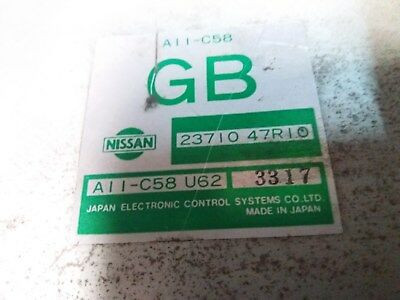 A11-C58
GB
NISSAN
23710 47R10
A11-C58 U62 3317
JAPAN ELECTRONIC CONTROL SYSTEMS CO.LTD.
MADE IN JAPAN